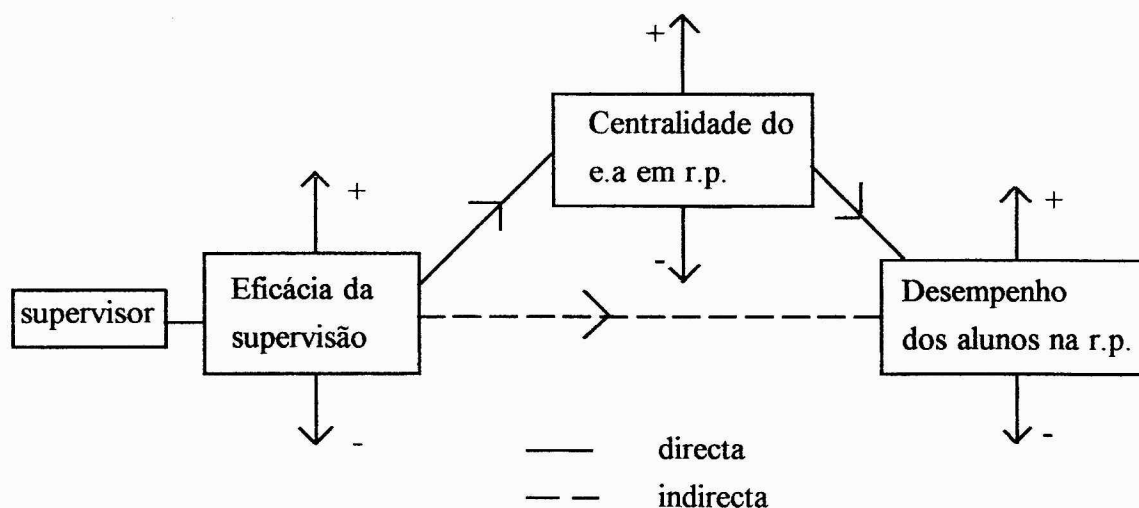 +
Centralidade do
e.a em r.p.
-
+
Eficácia da
supervisão
-
supervisor
+
Desempenho
dos alunos na r.p.
-
directa
indirecta